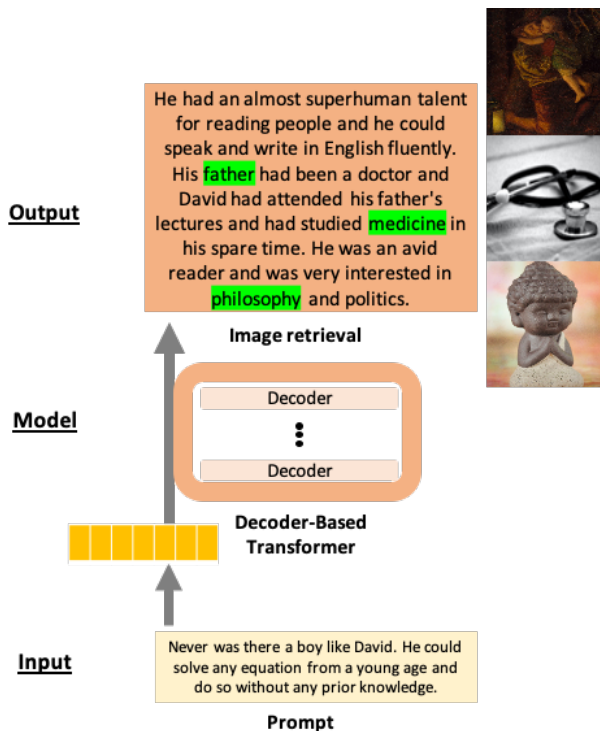 He had an almost superhuman talent
for reading people and he could
speak and write in English fluently.
His father had been a doctor and
David had attended his father's
lectures and had studied medicine in
his spare time. He was an avid
reader and was very interested in
philosophy and politics.
Output
Image retrieval
Model
Decoder
Decoder
Decoder-Based
Transformer
Input
Never was there a boy like David. He could
solve any equation from a young age and
do so without any prior knowledge.
Prompt